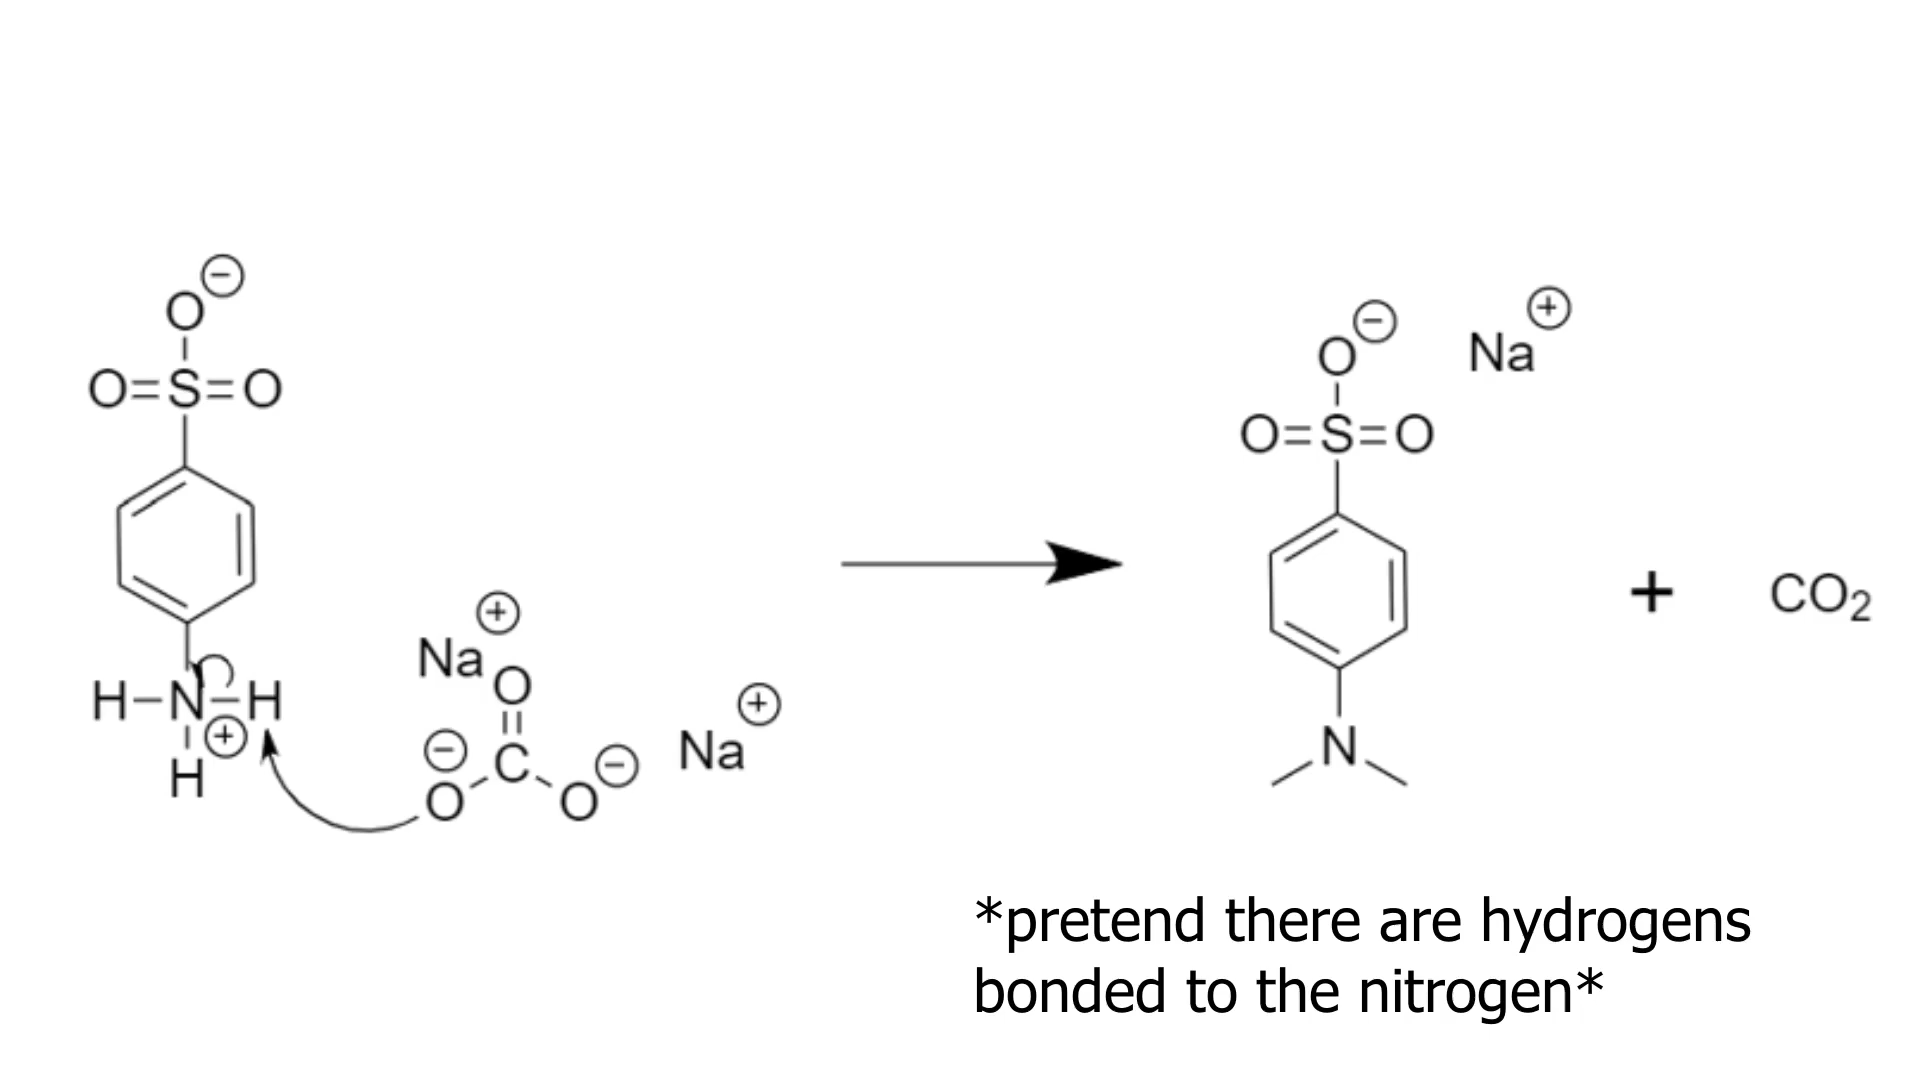 O⊖
O=S=O
H–N–H
⊕
H
Na⊕
O
⊖
C
O
O⊖
Na⊕
O⊖
Na⊕
O=S=O
N
+
CO₂
*pretend there are hydrogens
bonded to the nitrogen*